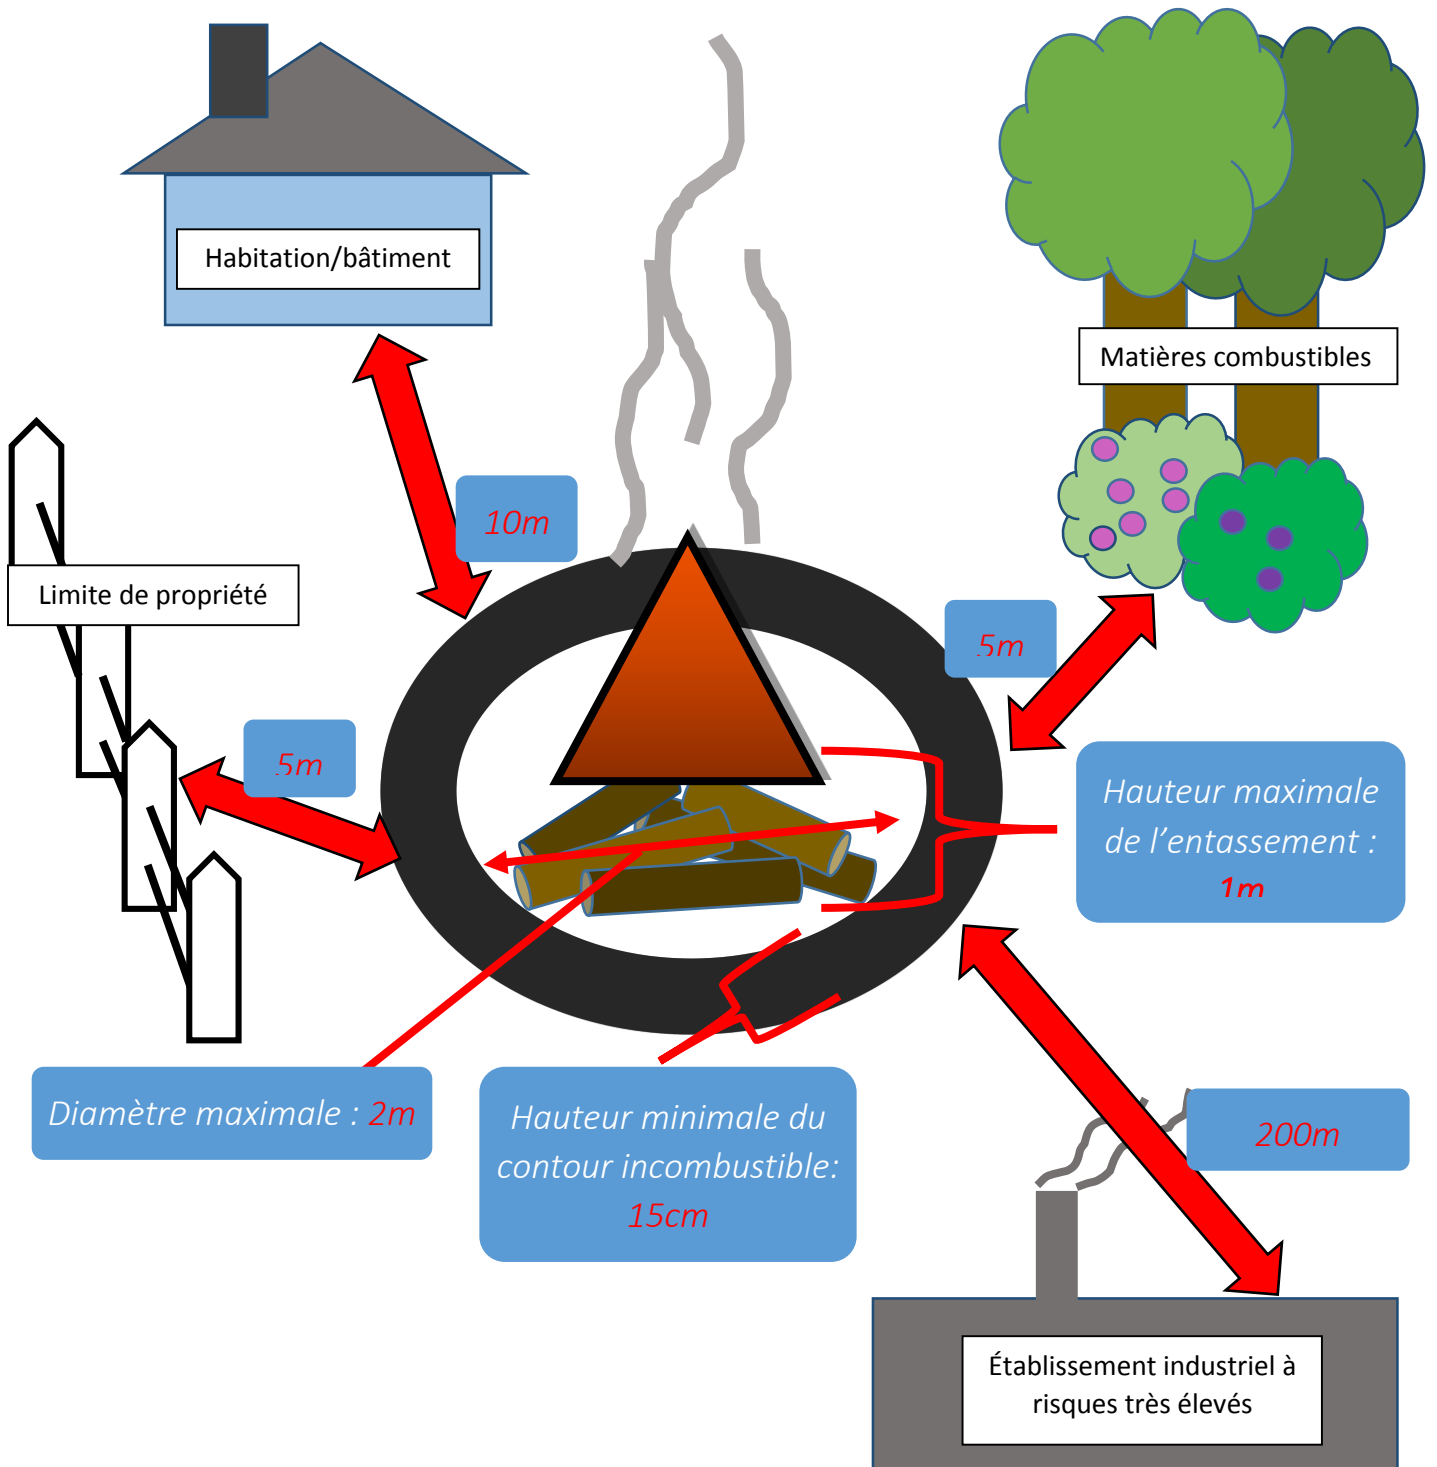 Habitation/bâtiment
Matières combustibles
10m
Limite de propriété
5m
5m
Hauteur maximale
de l’entassement :
1m
Diamètre maximale : 2m
Hauteur minimale du
contour incombustible:
15cm
200m
Établissement industriel à
risques très élevés